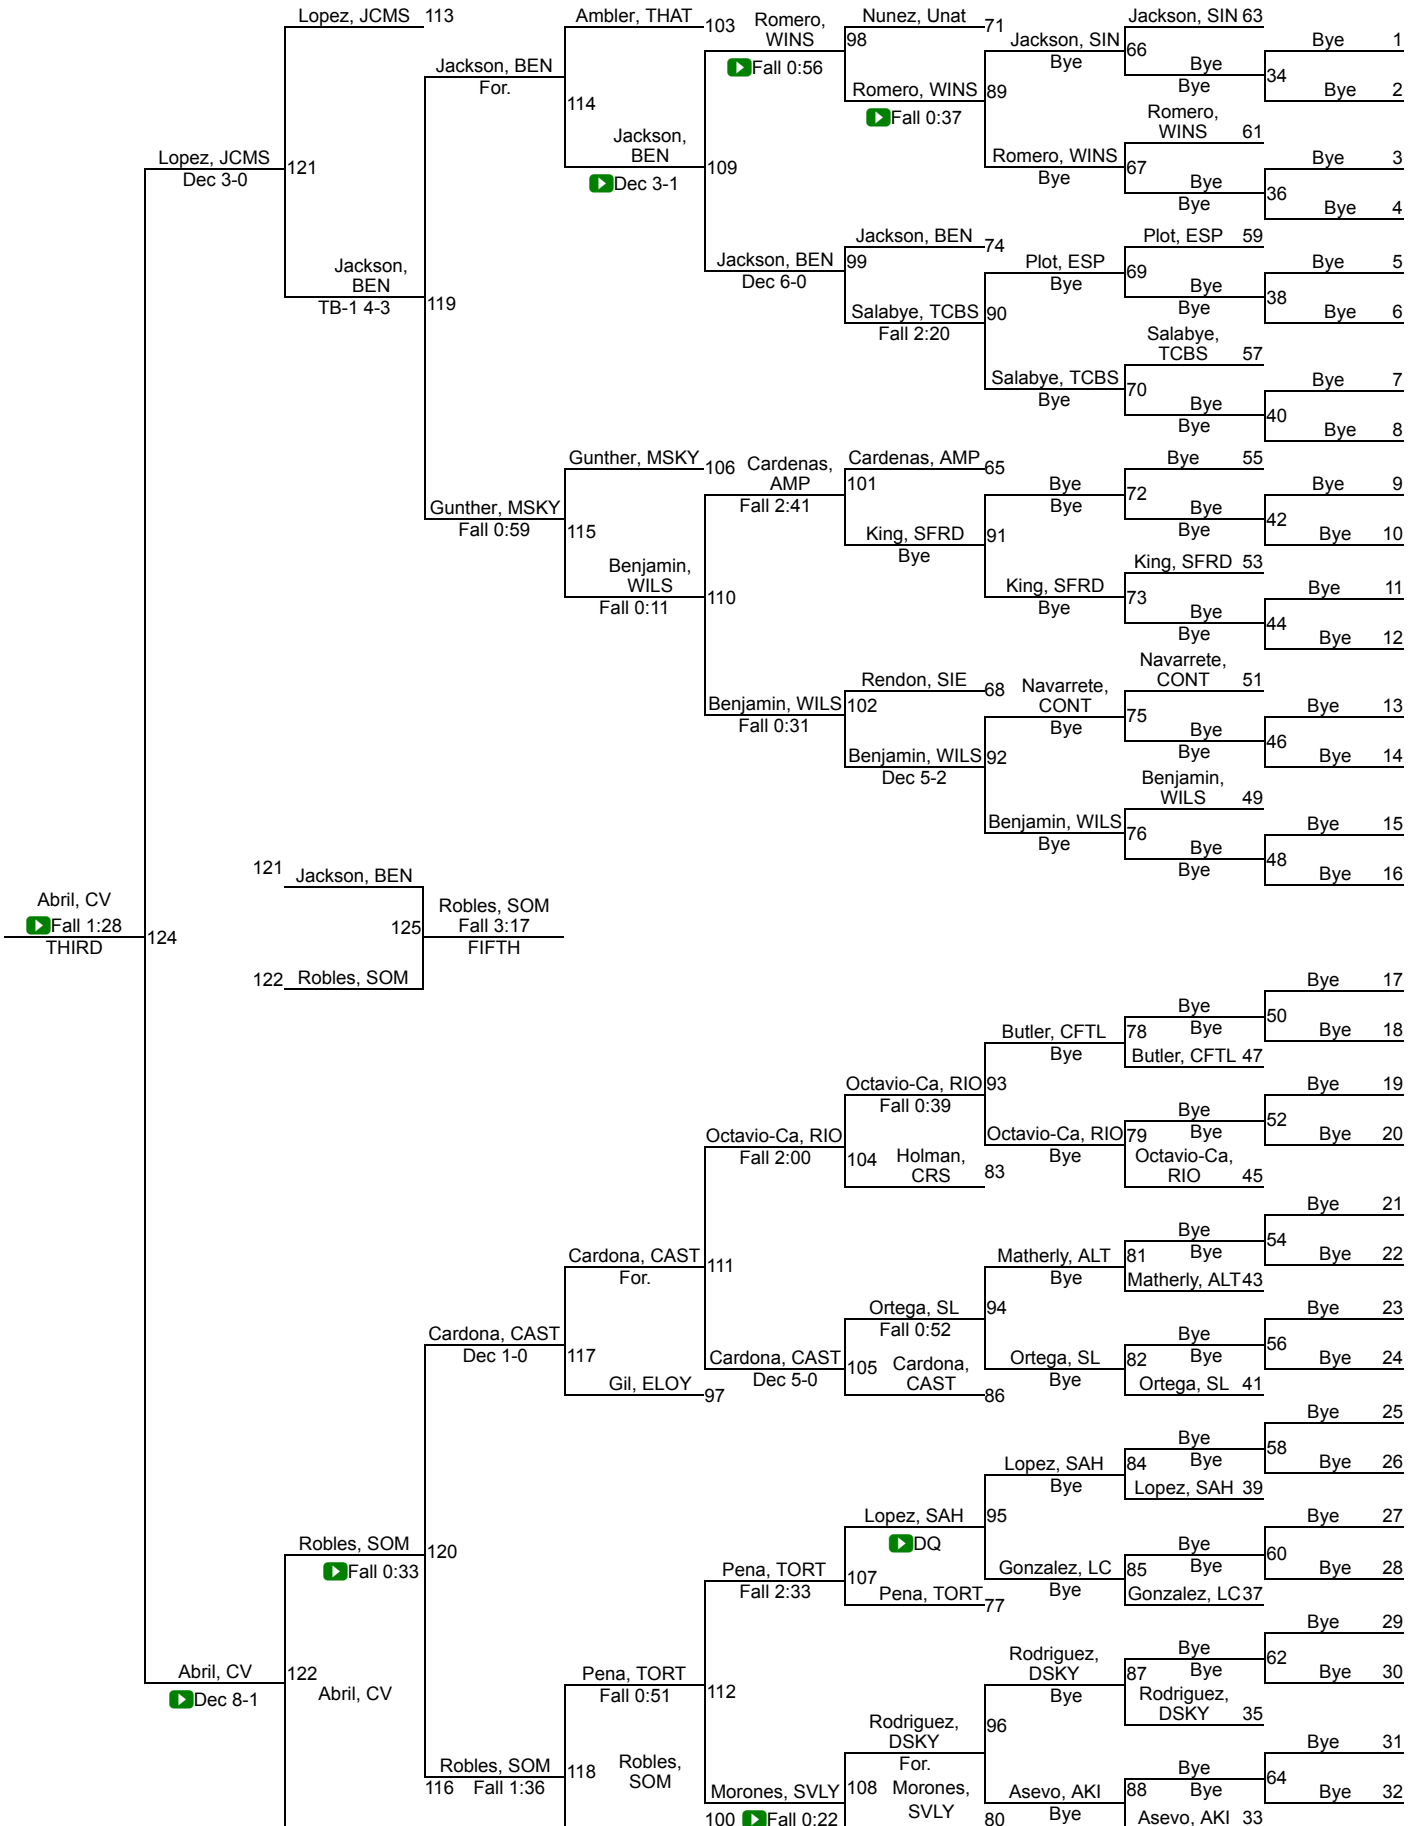 Lopez, JCMS 113
Ambler, THAT 103
Romero,
WINS
Fall 0:56
Nunez, Unat 71
98
Jackson, SIN 63
Jackson, SIN
Bye
66
Bye
Bye
34
Bye 1
Bye 2
Jackson, BEN
For.
114
Romero, WINS 89
Fall 0:37
Romero,
WINS 61
Jackson,
BEN
Dec 3-1
109
Romero, WINS
Bye
67
Bye
Bye
36
Bye 3
Bye 4
Lopez, JCMS
Dec 3-0
121
Jackson, BEN 74
Jackson, BEN
Dec 6-0
99
Plot, ESP
Bye
Plot, ESP 59
69
Bye
Bye
38
Bye 5
Bye 6
Jackson,
BEN
TB-1 4-3
119
Salabye, TCBS 90
Fall 2:20
Salabye,
TCBS 57
Salabye, TCBS
Bye
70
Bye
Bye
40
Bye 7
Bye 8
Gunther, MSKY 106
Cardenas,
AMP
Fall 2:41
Cardenas, AMP 65
101
Bye 55
Bye
Bye
72
Bye
Bye
42
Bye 9
Bye 10
Gunther, MSKY
Fall 0:59
115
King, SFRD
Bye
91
King, SFRD 53
Benjamin,
WILS
Fall 0:11
110
King, SFRD
Bye
73
Bye
Bye
44
Bye 11
Bye 12
Rendon, SIE 68
Navarrete,
CONT
Bye
Navarrete,
CONT 51
Benjamin, WILS
Fall 0:31
102
75
Bye
Bye
46
Bye 13
Bye 14
Benjamin, WILS 92
Dec 5-2
Benjamin,
WILS 49
Benjamin, WILS
Bye
76
Bye
Bye
48
Bye 15
Bye 16
121 Jackson, BEN
Abril, CV
Fall 1:28
THIRD
124
125
Robles, SOM
Fall 3:17
FIFTH
122 Robles, SOM
Bye 17
Bye
Bye
50
Bye 18
Butler, CFTL
Bye
78
Butler, CFTL 47
Octavio-Ca, RIO 93
Fall 0:39
Bye 19
Bye
Bye
52
Bye 20
Octavio-Ca, RIO
Fall 2:00
104
Holman,
CRS 83
Octavio-Ca, RIO
Bye
79
Octavio-Ca,
RIO 45
Bye 21
Bye
Bye
54
Bye 22
Cardona, CAST
For.
111
Matherly, ALT
Bye
81
Matherly, ALT 43
Ortega, SL
Fall 0:52
94
Bye 23
Bye
Bye
56
Bye 24
Cardona, CAST
Dec 1-0
117
Cardona, CAST
Dec 5-0
105
Cardona,
CAST 86
Ortega, SL
Bye
82
Ortega, SL 41
Gil, ELOY 97
Bye 25
Bye
Bye
58
Bye 26
Lopez, SAH
Bye
84
Lopez, SAH 39
Lopez, SAH
DQ
95
Bye 27
Bye
Bye
60
Bye 28
Robles, SOM
Fall 0:33
120
Pena, TORT
Fall 2:33
107
Pena, TORT 77
Gonzalez, LC
Bye
85
Gonzalez, LC 37
Bye 29
Bye
Bye
62
Bye 30
Abril, CV
Dec 8-1
122
Abril, CV
Pena, TORT
Fall 0:51
112
Rodriguez,
DSKY
Bye
87
Rodriguez,
DSKY 35
Rodriguez,
DSKY
For.
96
Bye 31
Bye
Bye
64
Bye 32
Robles, SOM
116 Fall 1:36
118
Robles,
SOM
Morones, SVLY
100 Fall 0:22
108
Morones,
SVLY
80
Asevo, AKI
Bye
88
Asevo, AKI 33